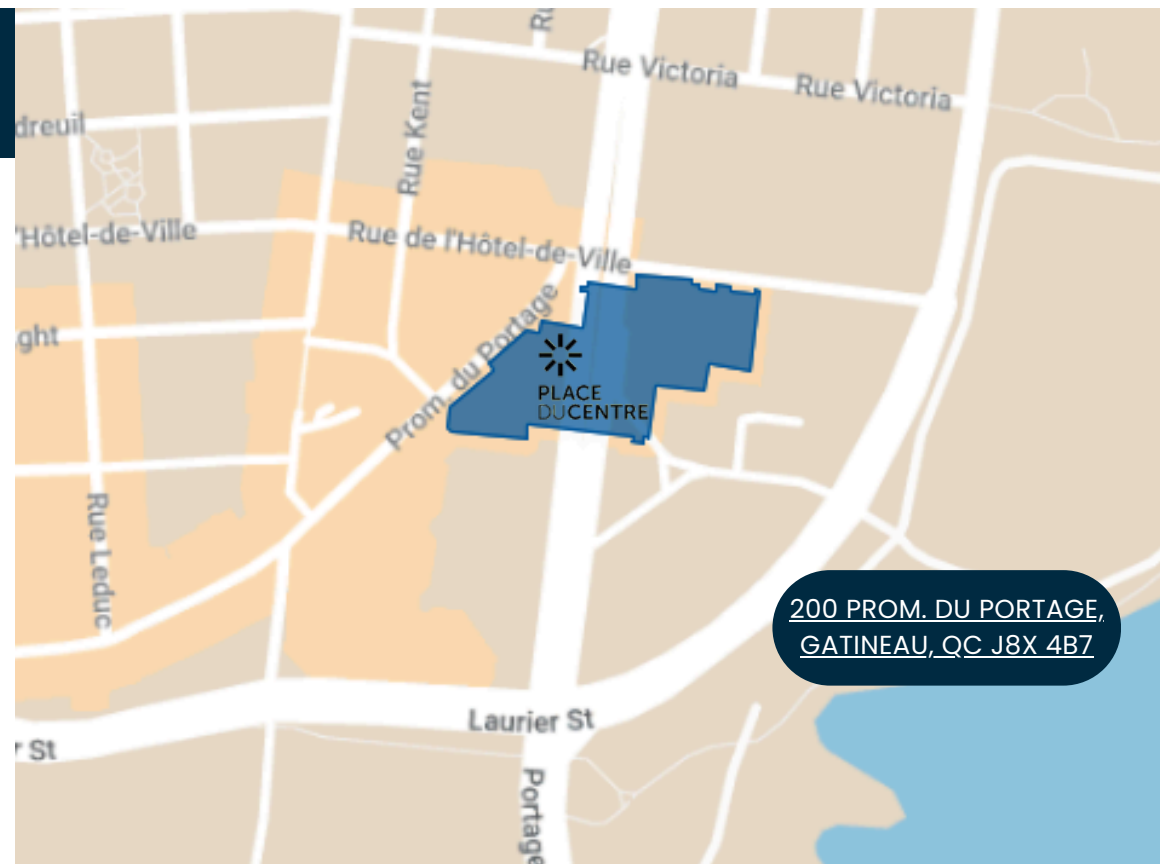 Ru
Rue Victoria
Rue Victoria
Rue Kent
dreuil
'Hôtel-de-Ville
Rue de l'Hôtel-de-Ville
Prom. du Portage
ght
PLACE
DUCENTRE
Rue Leduc
200 PROM. DU PORTAGE,
GATINEAU, QC J8X 4B7
Laurier St
r St
Portage